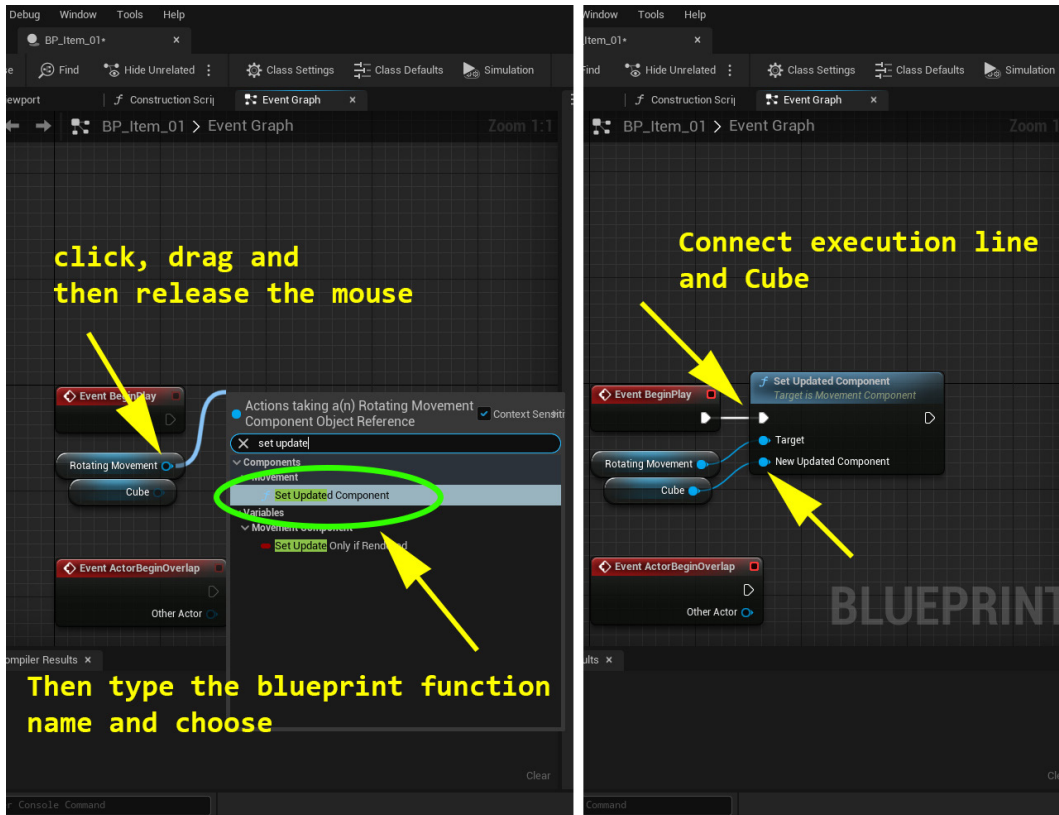 Debug Window Tools Help
BP_Item_01* ×
Find Hide Unrelated Class Settings Class Defaults Simulation
ewport Construction Scrip Event Graph ×
BP_Item_01 > Event Graph Zoom 1:1
click, drag and
then release the mouse
Event BeginPlay
Rotating Movement
Cube
Actions taking a(n) Rotating Movement
Component Object Reference
Context Sensiti
set update
Components
Movement
Set Updated Component
Variables
Movement Component
Set Update Only if Rendered
Event ActorBeginOverlap
Other Actor
ompiler Results ×
Then type the blueprint function
name and choose
Clear
r Console Command
Window Tools Help
Item_01* ×
Find Hide Unrelated Class Settings Class Defaults Simulation
Construction Scrip Event Graph ×
BP_Item_01 > Event Graph Zoom 1
Connect execution line
and Cube
Event BeginPlay
Set Updated Component
Target is Movement Component
Target
New Updated Component
Rotating Movement
Cube
Event ActorBeginOverlap
Other Actor
BLUEPRINT
ults ×
Cle
Command